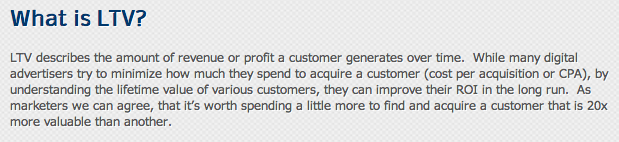 What is LTV?
LTV describes the amount of revenue or profit a customer generates over time.  While many digital
advertisers try to minimize how much they spend to acquire a customer (cost per acquisition or CPA), by
understanding the lifetime value of various customers, they can improve their ROI in the long run.  As
marketers we can agree, that it's worth spending a little more to find and acquire a customer that is 20x
more valuable than another.